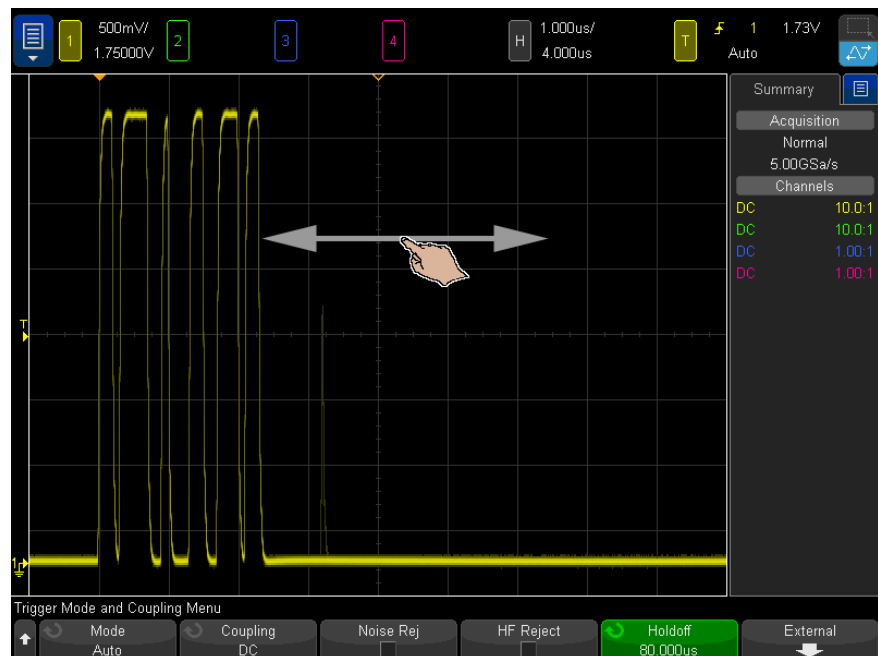 1
500mV/
1.75000V
2
3
4
H
1.000us/
4.000us
T
1
1.73V
Auto
Summary
Acquisition
Normal
5.00GSa/s
Channels
DC 10.0:1
DC 10.0:1
DC 1.00:1
DC 1.00:1
T
1
Trigger Mode and Coupling Menu
Mode
Auto
Coupling
DC
Noise Rej
HF Reject
Holdoff
80.000us
External